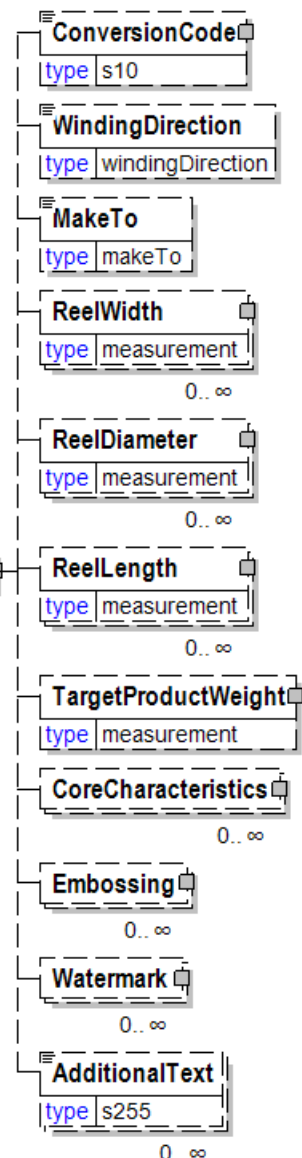 ConversionCode
type s10
WindingDirection
type windingDirection
MakeTo
type makeTo
ReelWidth
type measurement
0.. ∞
ReelDiameter
type measurement
0.. ∞
ReelLength
type measurement
0.. ∞
TargetProductWeight
type measurement
CoreCharacteristics
0.. ∞
Embossing
0.. ∞
Watermark
0.. ∞
AdditionalText
type s255
0.. ∞